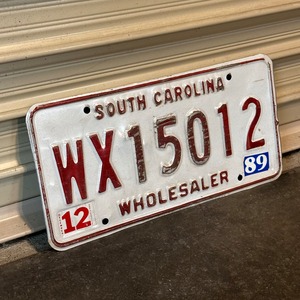 SOUTH CAROLINA
WX15012
WHOLESALER
12 89